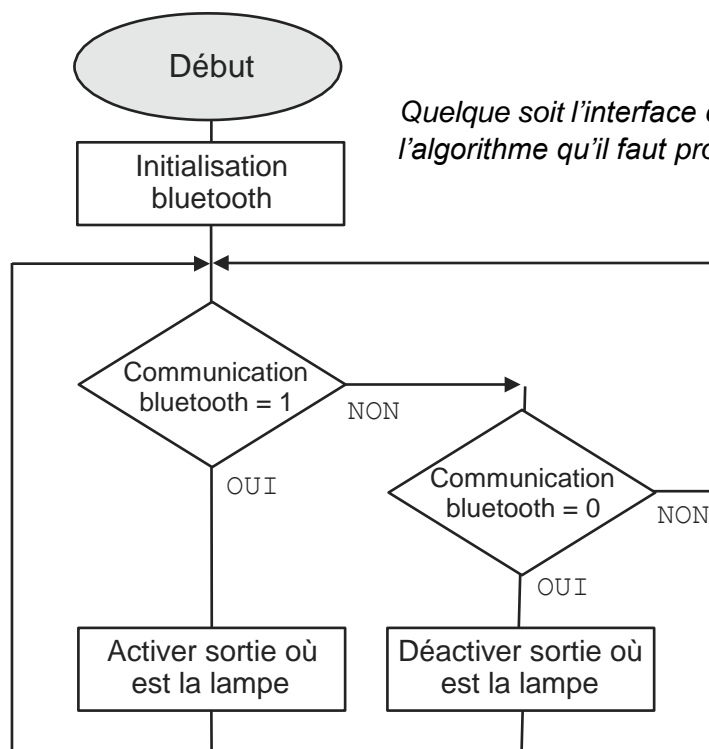 Début
Quelque soit l'interface
l'algorithme qu'il faut
Initialisation
bluetooth
Communication
bluetooth = 1
NON
OUI
Communication
bluetooth = 0
NON
OUI
Activer sortie où
est la lampe
Déactiver sortie où
est la lampe